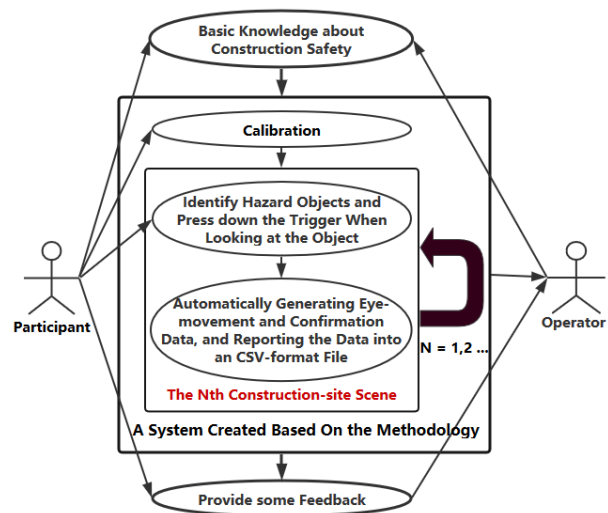 Basic Knowledge about
Construction Safety
Calibration
Identify Hazard Objects and
Press down the Trigger When
Looking at the Object
Participant
Operator
Automatically Generating Eye-
movement and Confirmation
Data, and Reporting the Data into
an CSV-format File
N = 1,2 ...
The Nth Construction-site Scene
A System Created Based On the Methodology
Provide some Feedback